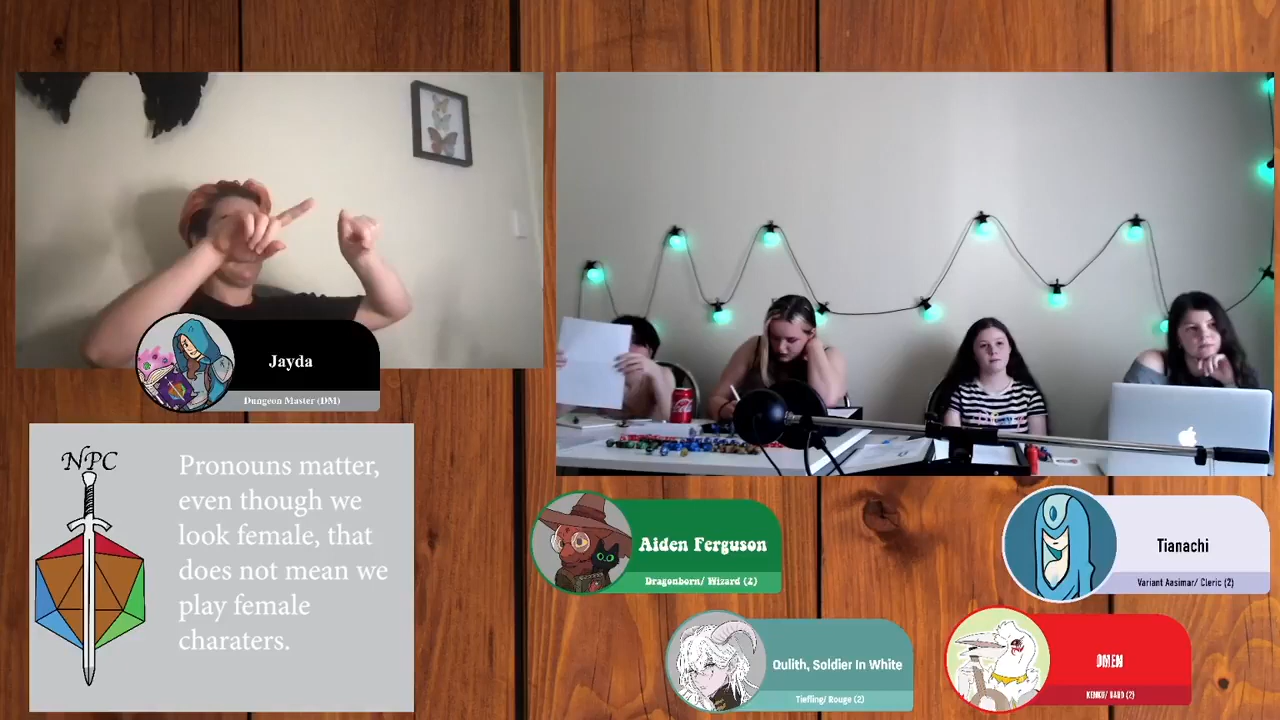 Jayda
Dungeon Master (DM)
NPC
Pronouns matter,
even though we
look female, that
does not mean we
play female
charaters.
Aiden Ferguson
Dragonborn/ Wizard (2)
Tianachi
Variant Aasimar/ Cleric (2)
Oulith, Soldier In White
Tiefling/ Rouge (2)
OMEN
KENKU/ BARD (2)